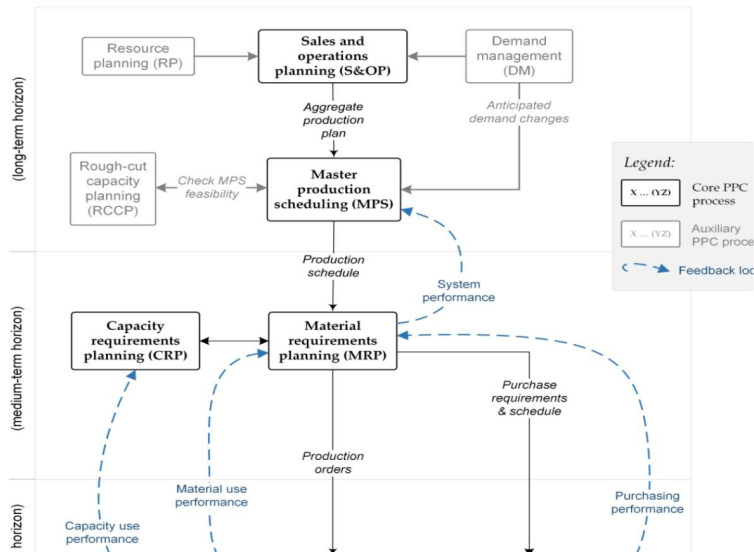 Resource
planning (RP)
Sales and
operations
planning (S&OP)
Demand
management
(DM)
Aggregate
production
plan
Anticipated
demand changes
(long-term horizon)
Rough-cut
capacity
planning
(RCCP)
Check MPS
feasibility
Master
production
scheduling (MPS)
Legend:
X ... (YZ)
Core PPC
process
X ... (YZ)
Auxiliary
PPC proce
Feedback loo
Production
schedule
System
performance
(medium-term horizon)
Capacity
requirements
planning (CRP)
Material
requirements
planning (MRP)
Purchase
requirements
& schedule
Production
orders
Material use
performance
Purchasing
performance
Capacity use
performance
horizon)